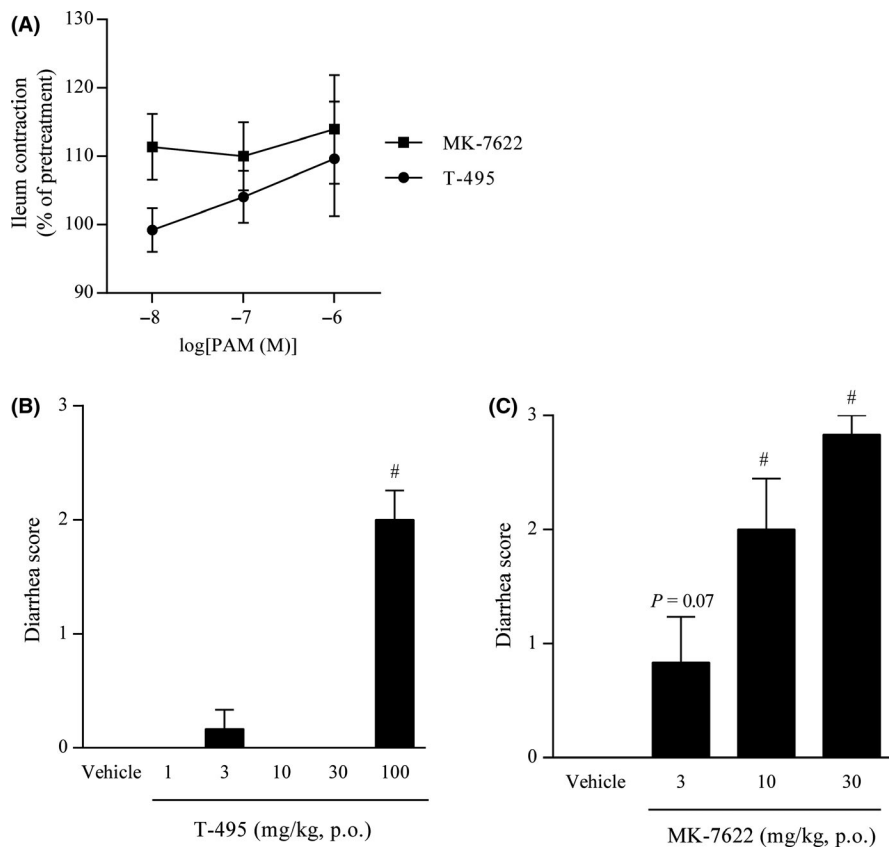 (A)
Ileum contraction
(% of pretreatment)
130
120
110
100
90
–8 –7 –6
log[PAM (M)]
MK-7622
T-495
(B)
Diarrhea score
3
2
1
0
#
Vehicle 1 3 10 30 100
T-495 (mg/kg, p.o.)
(C)
Diarrhea score
3
2
1
0
P = 0.07
#
#
Vehicle 3 10 30
MK-7622 (mg/kg, p.o.)